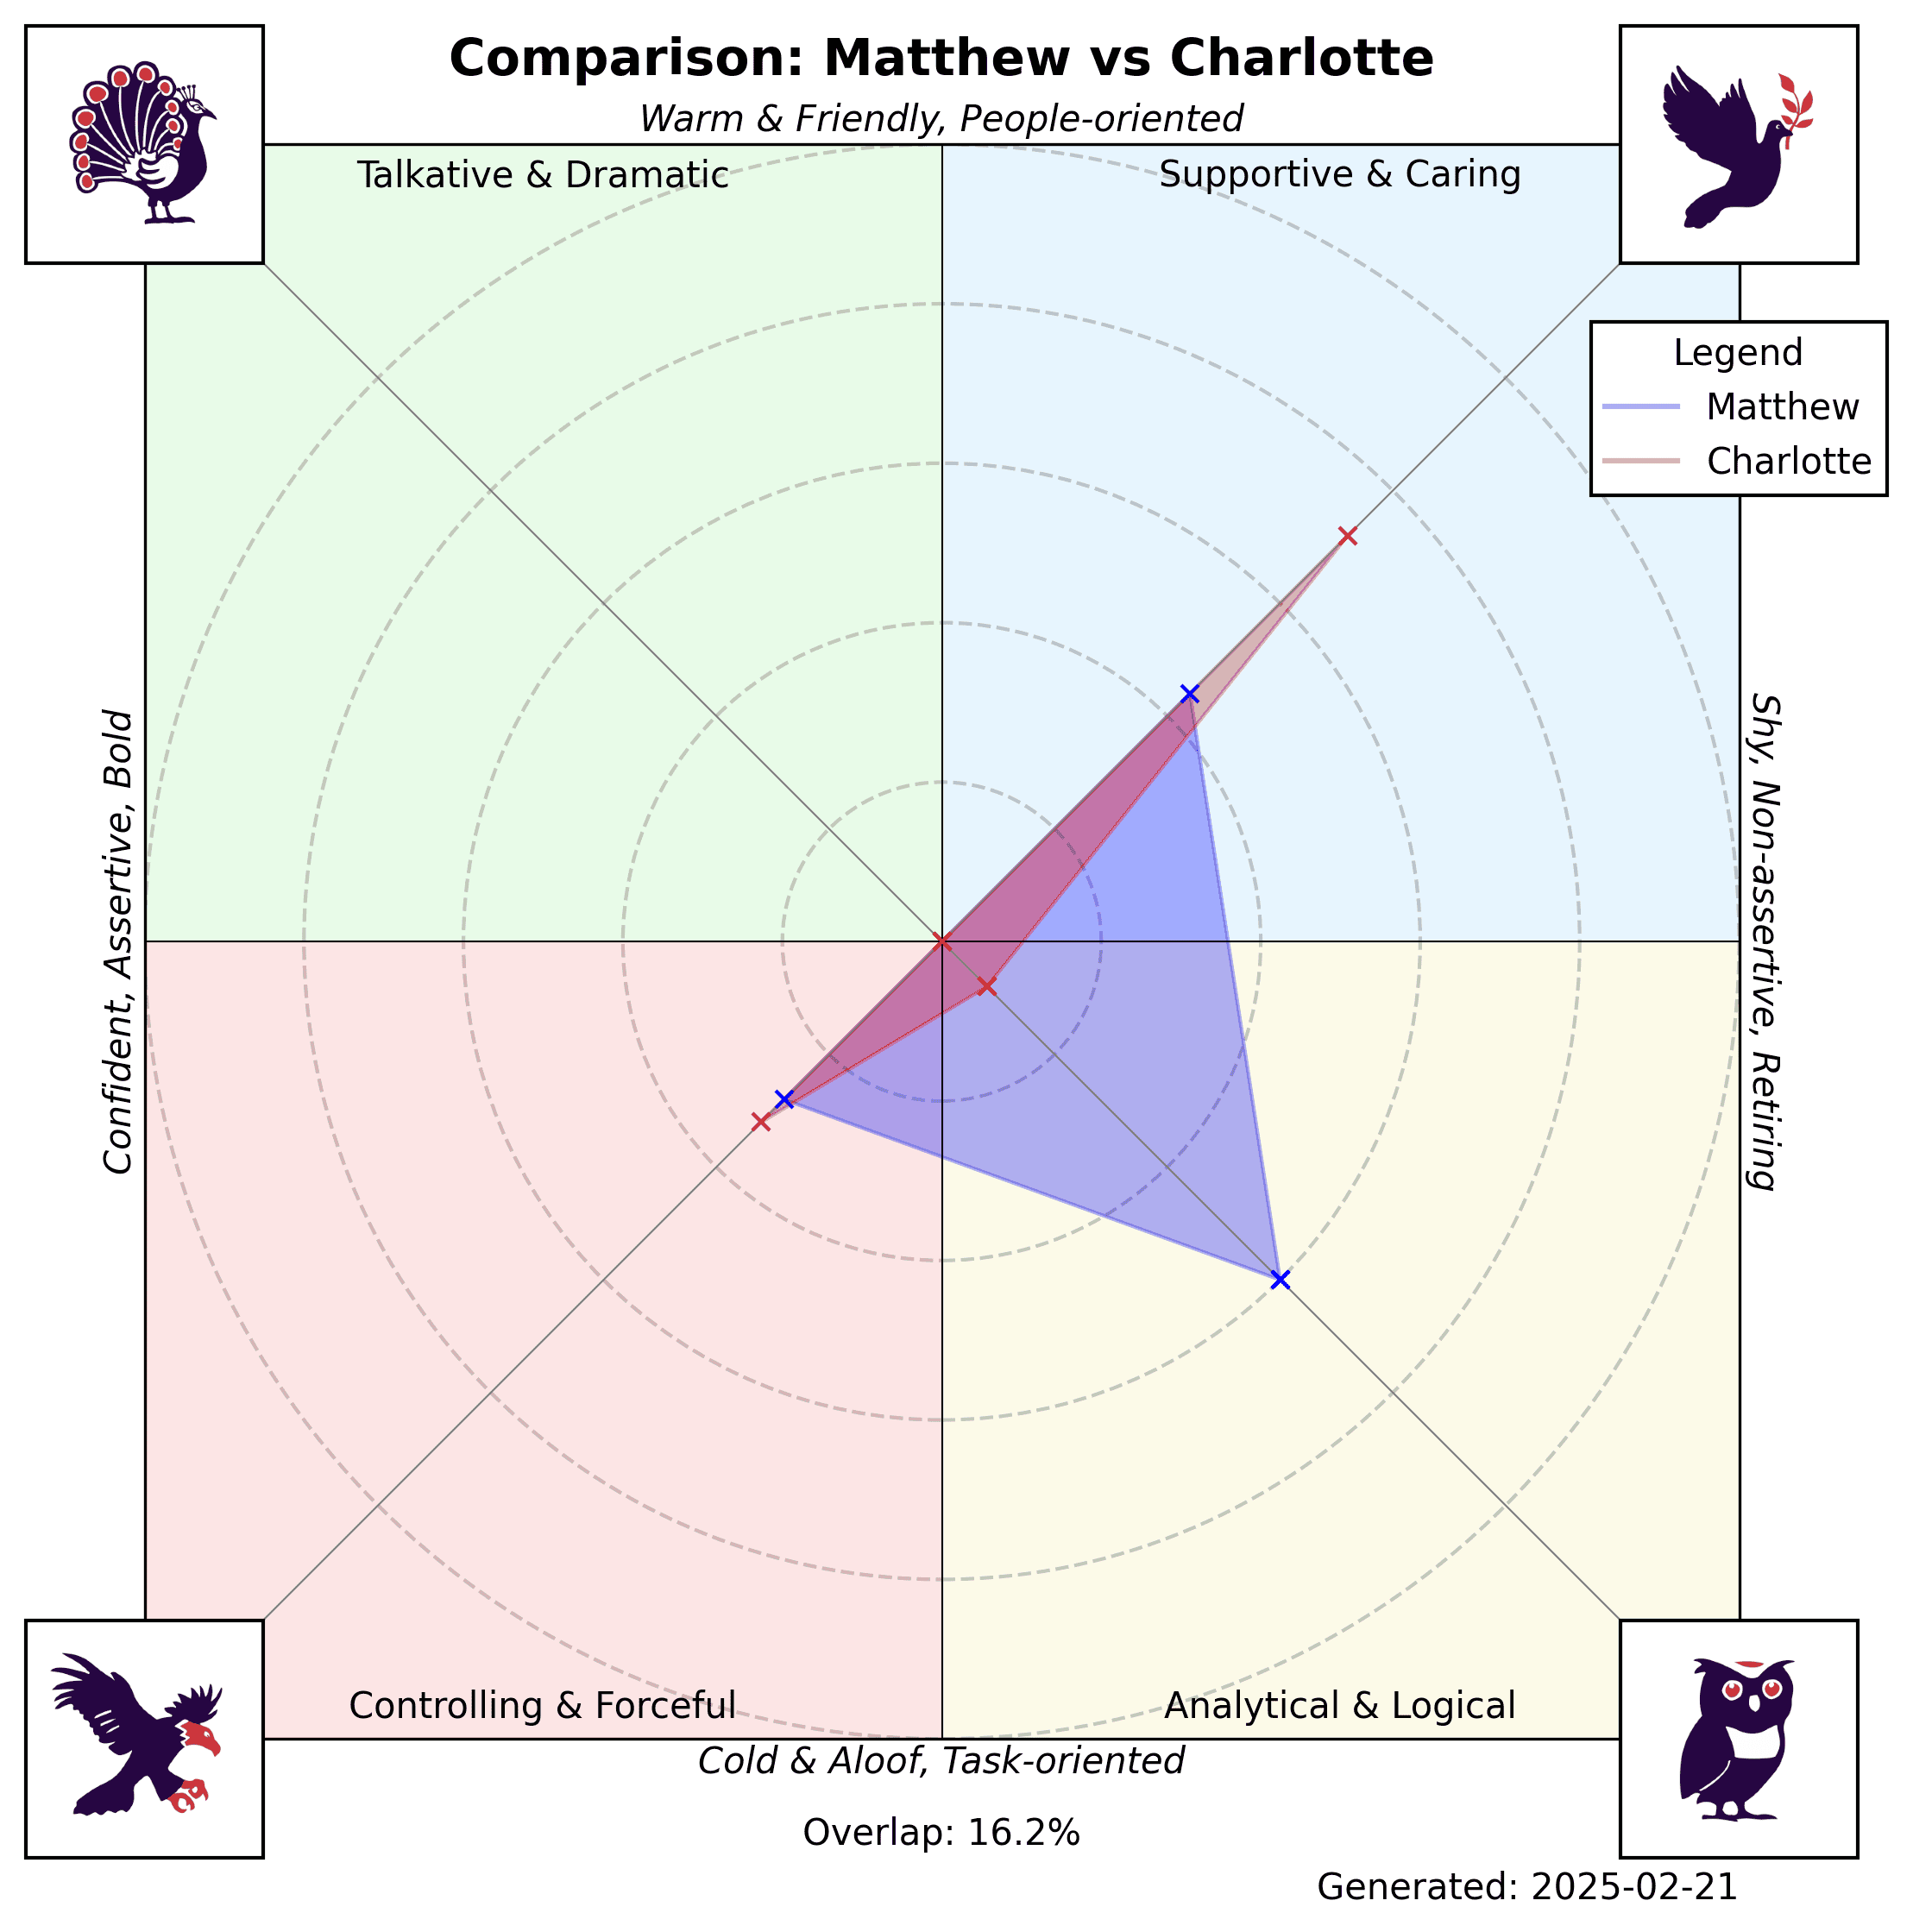 Comparison: Matthew vs Charlotte
Warm & Friendly, People-oriented
Talkative & Dramatic
Supportive & Caring
Legend
Matthew
Charlotte
Confident, Assertive, Bold
Shy, Non-assertive, Retiring
Controlling & Forceful
Analytical & Logical
Cold & Aloof, Task-oriented
Overlap: 16.2%
Generated: 2025-02-21